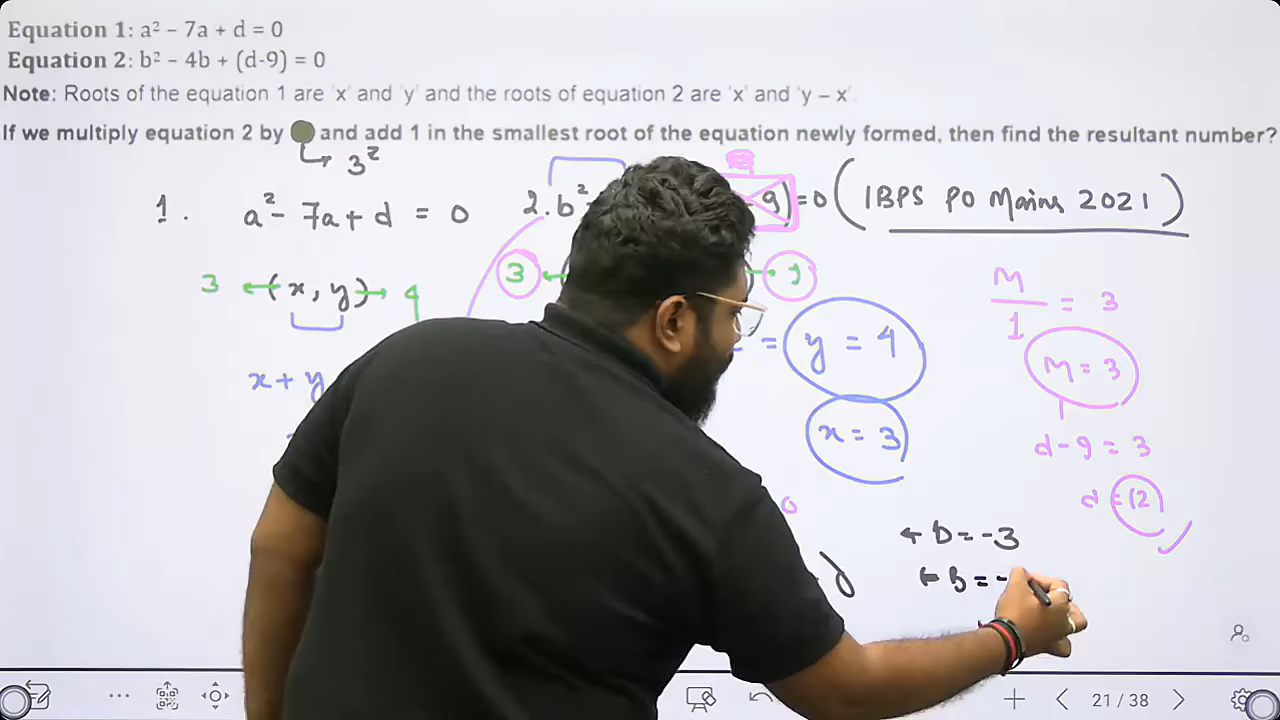 Equation 1: a² – 7a + d = 0
Equation 2: b² – 4b + (d-9) = 0
Note: Roots of the equation 1 are 'x' and 'y' and the roots of equation 2 are 'x' and 'y – x'.
If we multiply equation 2 by and add 1 in the smallest root of the equation newly formed, then find the resultant number?
3²
1. a² - 7a + d = 0
2. b² 9) = 0 (IBPS PO Mains 2021)
3 ← (x, y) → 4
3 ← → 1
M/1 = 3
x + y
= y = 4
M = 3
x = 3
d - 9 = 3
d = 12
← b = -3
← b = -
21 / 38